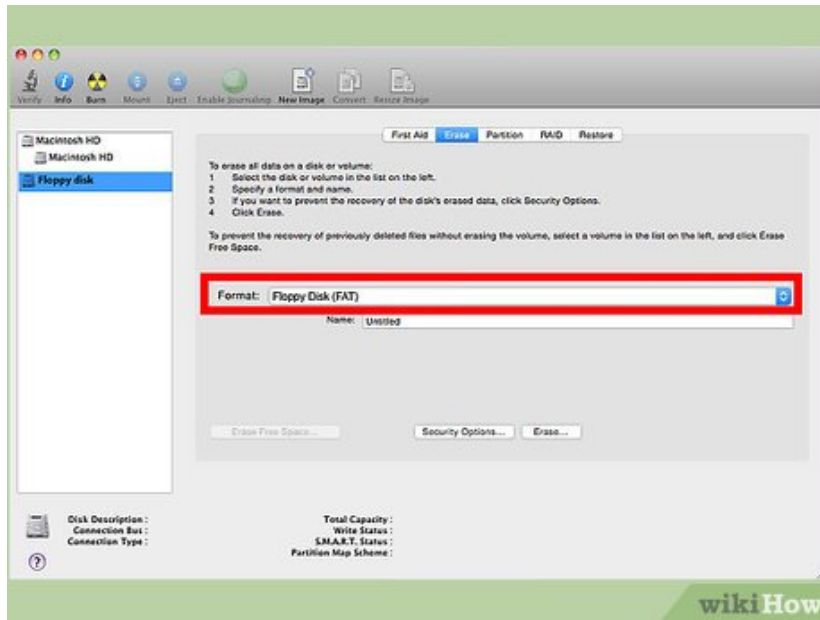 Verify Info Burn Mount Eject Enable Journaling New Image Convert Resize Image
Macintosh HD
Macintosh HD
Floppy disk
First Aid Erase Partition RAID Restore
To erase all data on a disk or volume:
1 Select the disk or volume in the list on the left.
2 Specify a format and name.
3 If you want to prevent the recovery of the disk's erased data, click Security Options.
4 Click Erase.
To prevent the recovery of previously deleted files without erasing the volume, select a volume in the list on the left, and click Erase
Free Space.
Format: Floppy Disk (FAT)
Name: Untitled
Erase Free Space... Security Options... Erase...
Disk Description :
Connection Bus :
Connection Type :
Total Capacity :
Write Status :
S.M.A.R.T. Status :
Partition Map Scheme :
?
wikiHow